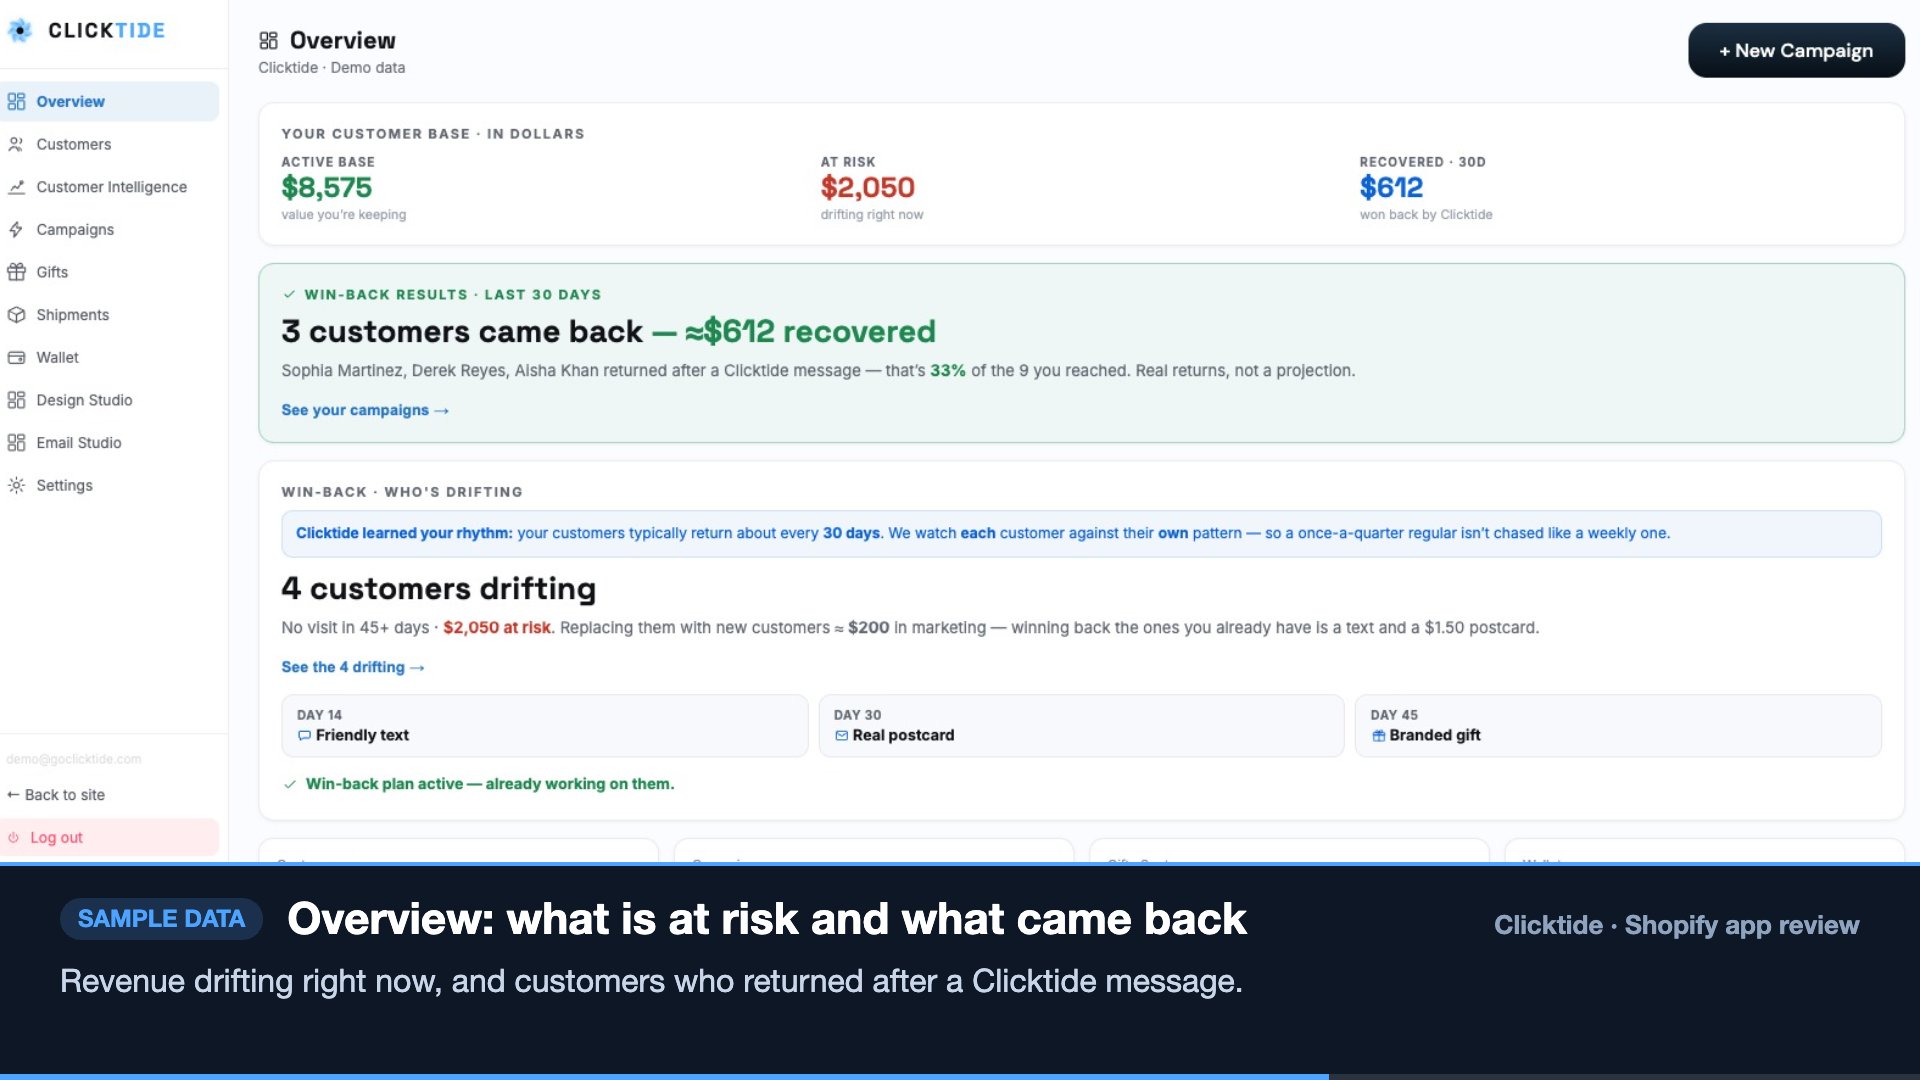 CLICKTIDE
Overview
Customers
Customer Intelligence
Campaigns
Gifts
Shipments
Wallet
Design Studio
Email Studio
Settings
demo@goclicktide.com
← Back to site
Log out
Overview
Clicktide · Demo data
+ New Campaign
YOUR CUSTOMER BASE · IN DOLLARS
ACTIVE BASE
$8,575
value you're keeping
AT RISK
$2,050
drifting right now
RECOVERED · 30D
$612
won back by Clicktide
✓ WIN-BACK RESULTS · LAST 30 DAYS
3 customers came back — ≈$612 recovered
Sophia Martinez, Derek Reyes, Aisha Khan returned after a Clicktide message — that's 33% of the 9 you reached. Real returns, not a projection.
See your campaigns →
WIN-BACK · WHO'S DRIFTING
Clicktide learned your rhythm: your customers typically return about every 30 days. We watch each customer against their own pattern — so a once-a-quarter regular isn't chased like a weekly one.
4 customers drifting
No visit in 45+ days · $2,050 at risk. Replacing them with new customers ≈ $200 in marketing — winning back the ones you already have is a text and a $1.50 postcard.
See the 4 drifting →
DAY 14
Friendly text
DAY 30
Real postcard
DAY 45
Branded gift
✓ Win-back plan active — already working on them.
SAMPLE DATA
Overview: what is at risk and what came back
Clicktide · Shopify app review
Revenue drifting right now, and customers who returned after a Clicktide message.